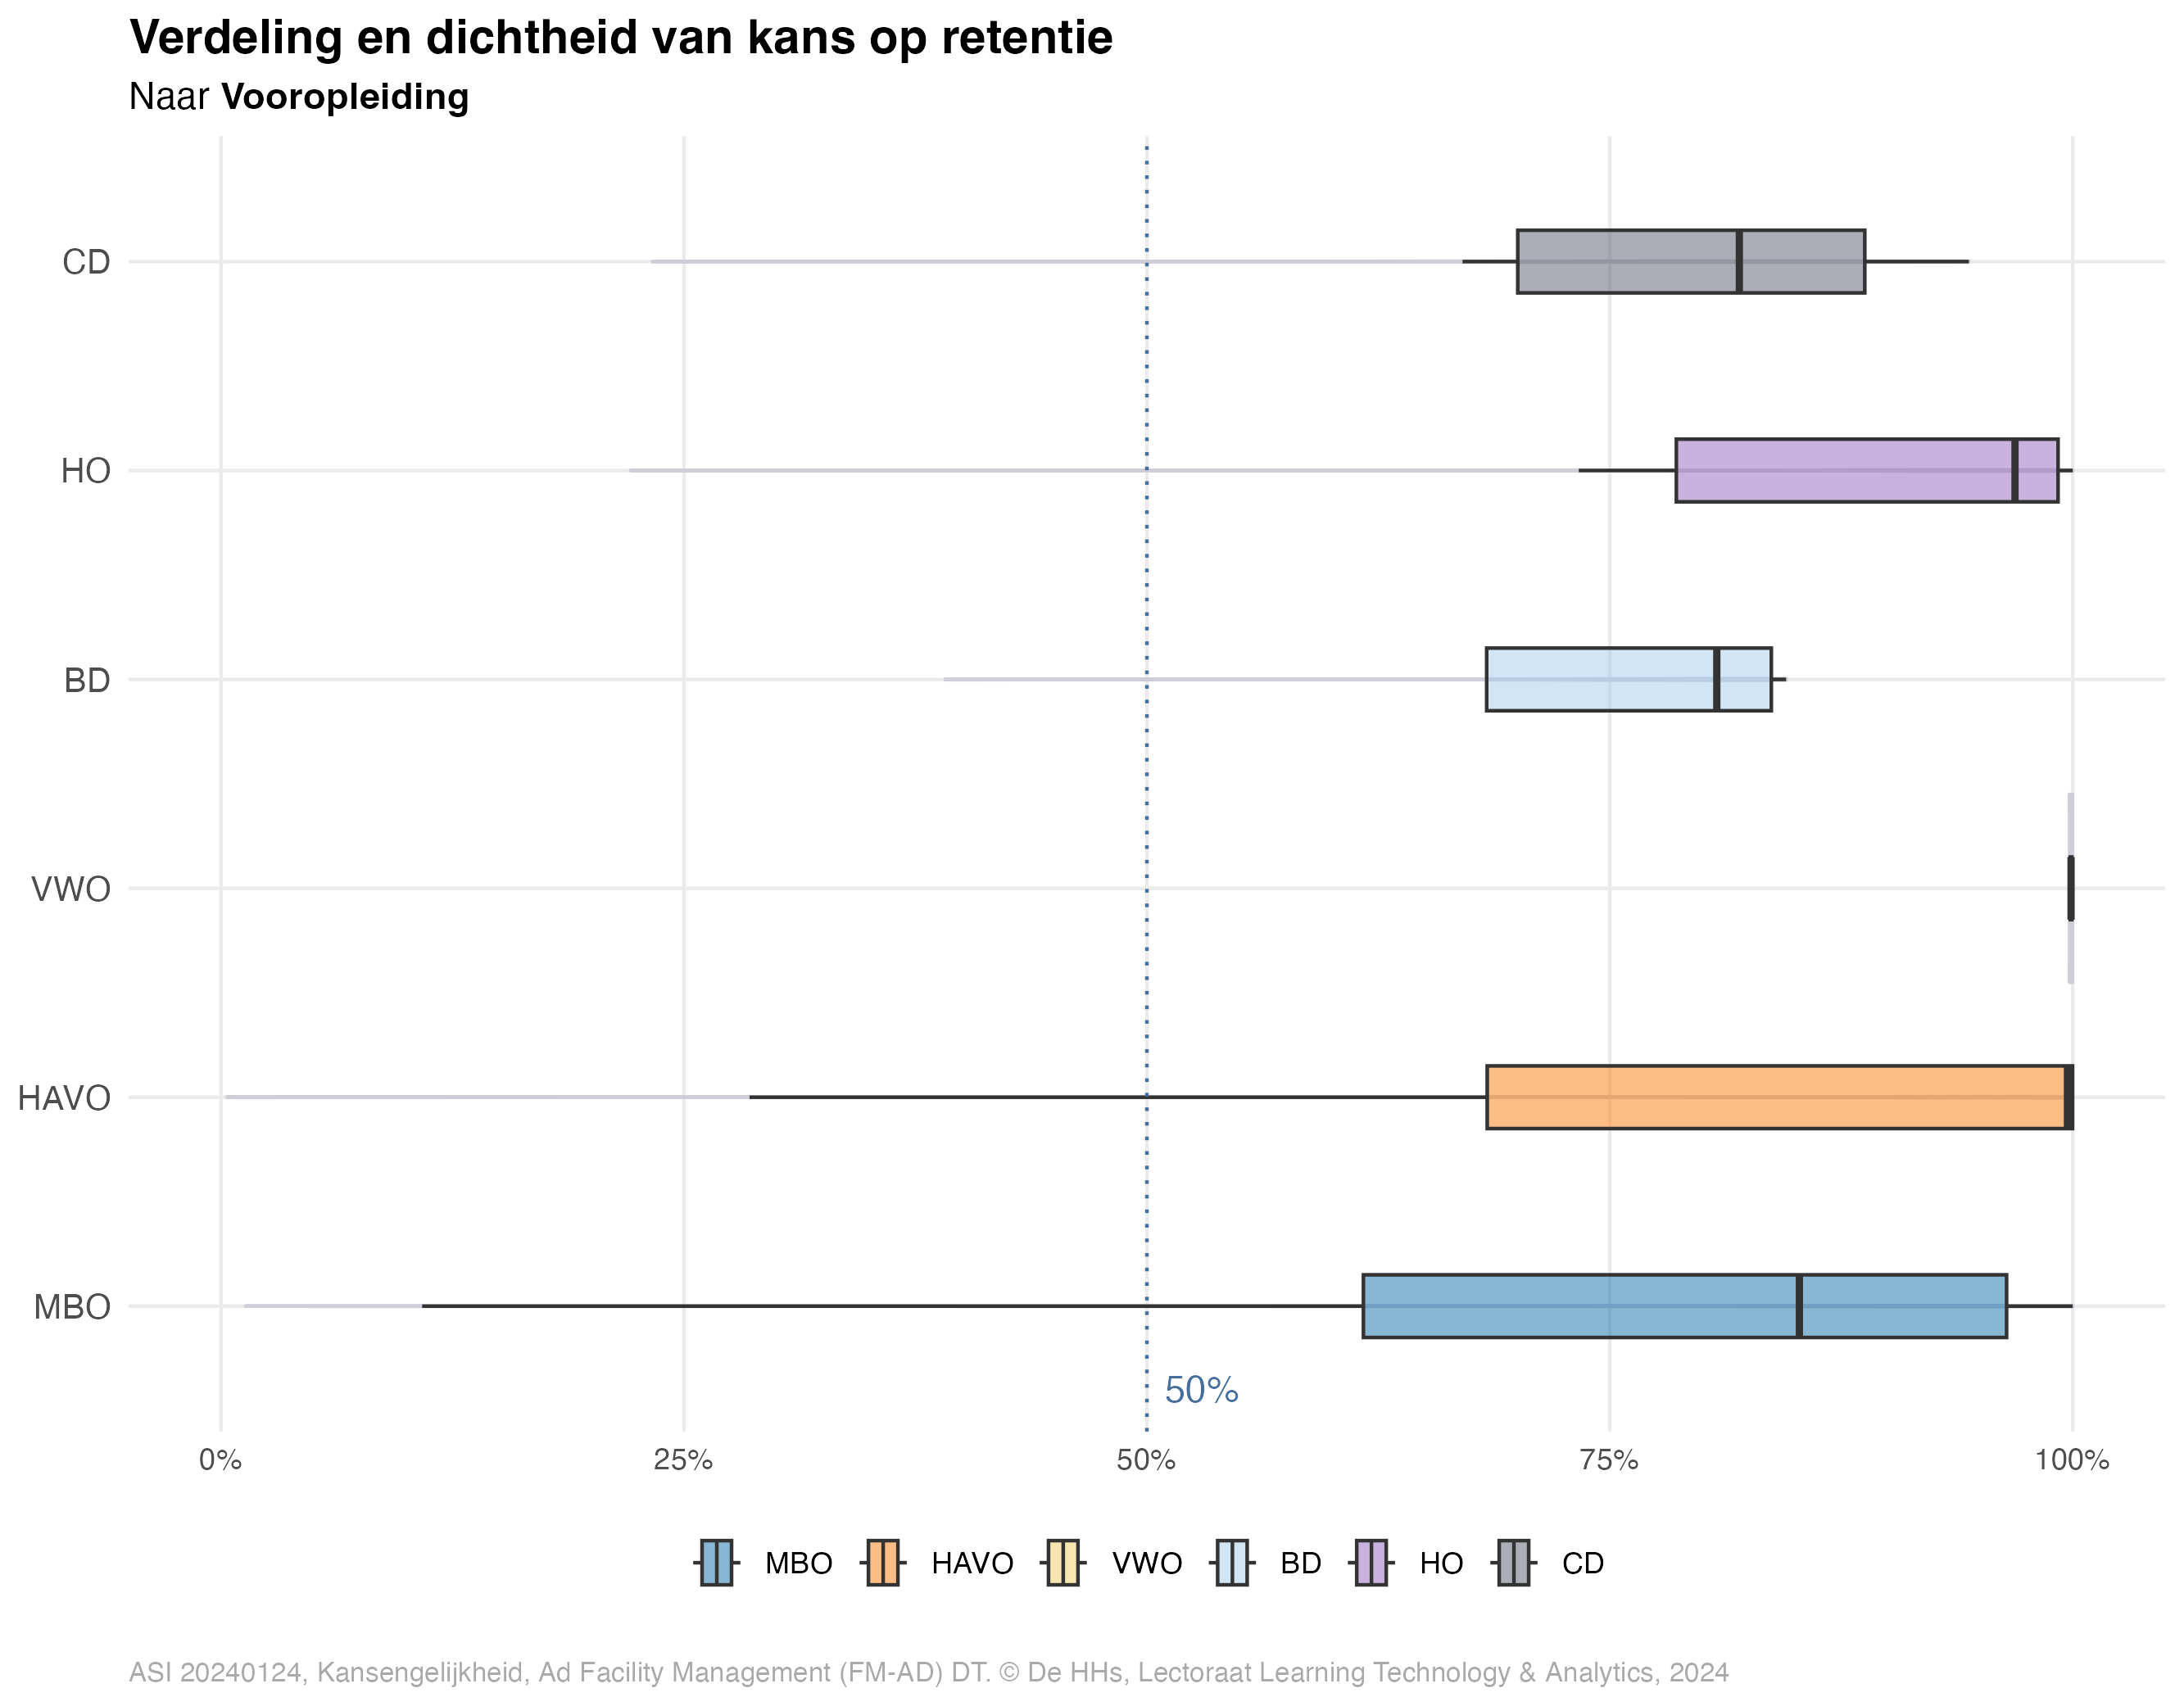 Verdeling en dichtheid van kans op retentie
Naar Vooropleiding
CD
HO
BD
VWO
HAVO
MBO
50%
0% 25% 50% 75% 100%
MBO HAVO VWO BD HO CD
ASI 20240124, Kansengelijkheid, Ad Facility Management (FM-AD) DT. © De HHs, Lectoraat Learning Technology & Analytics, 2024